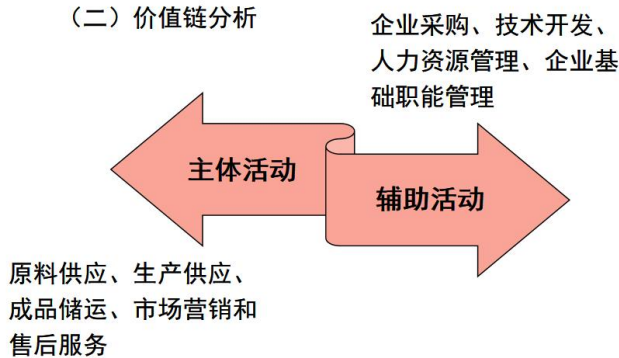 （二）价值链分析
企业采购、技术开发、
人力资源管理、企业基
础职能管理
主体活动
辅助活动
原料供应、生产供应、
成品储运、市场营销和
售后服务